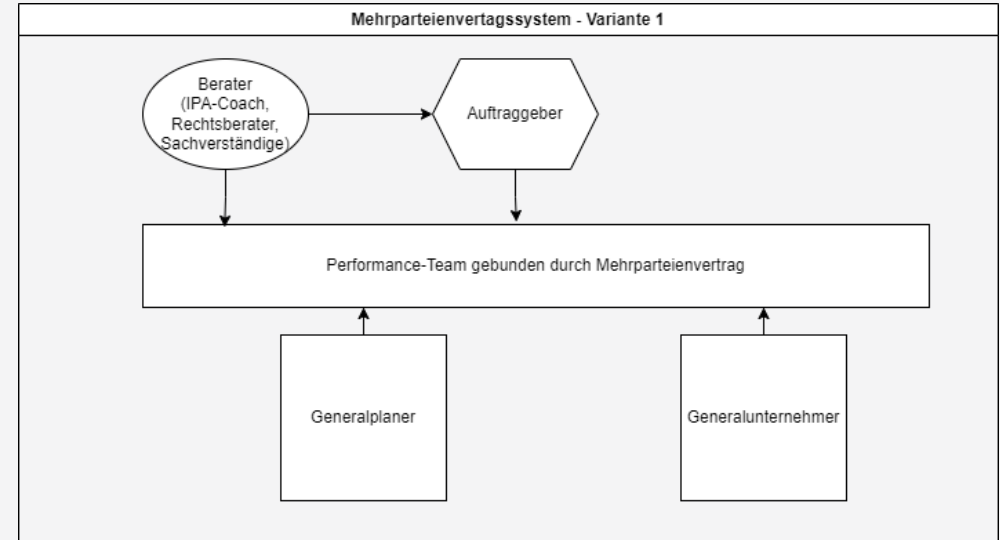 Mehrparteienvertagssystem - Variante 1
Berater
(IPA-Coach,
Rechtsberater,
Sachverständige)
Auftraggeber
Performance-Team gebunden durch Mehrparteienvertrag
Generalplaner
Generalunternehmer